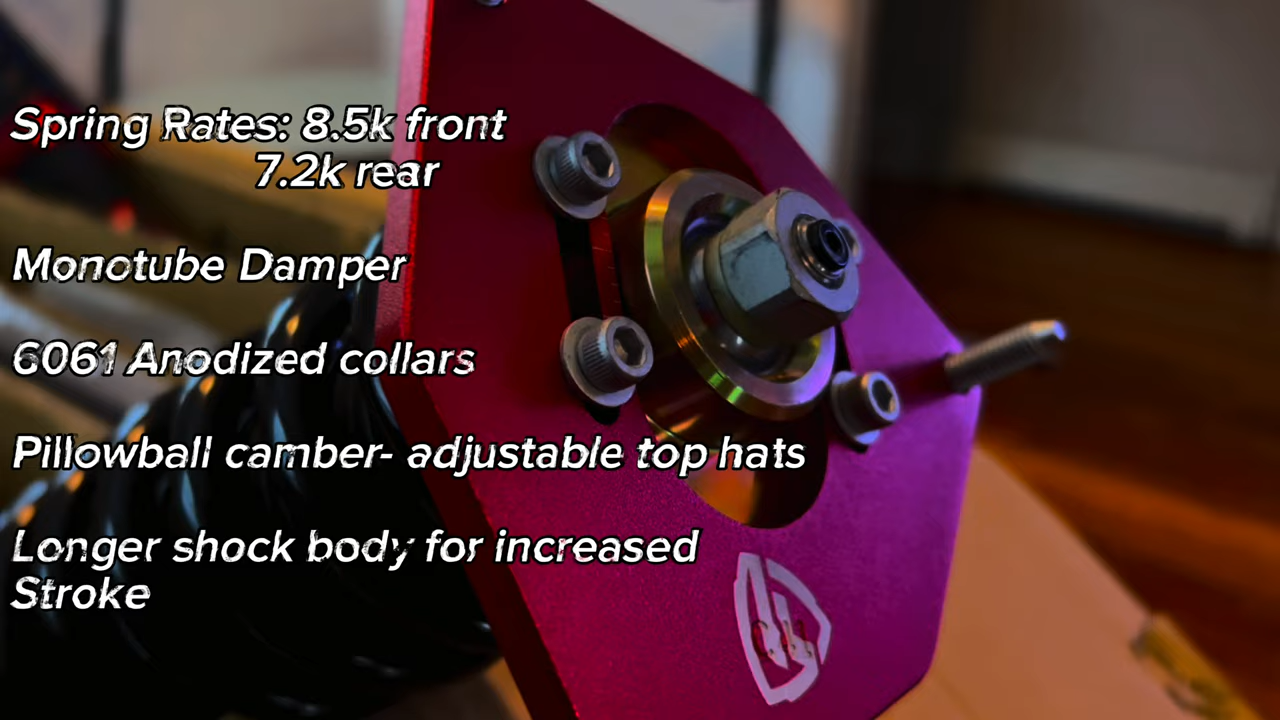 Spring Rates: 8.5k front
7.2k rear
Monotube Damper
6061 Anodized collars
Pillowball camber- adjustable top hats
Longer shock body for increased
Stroke